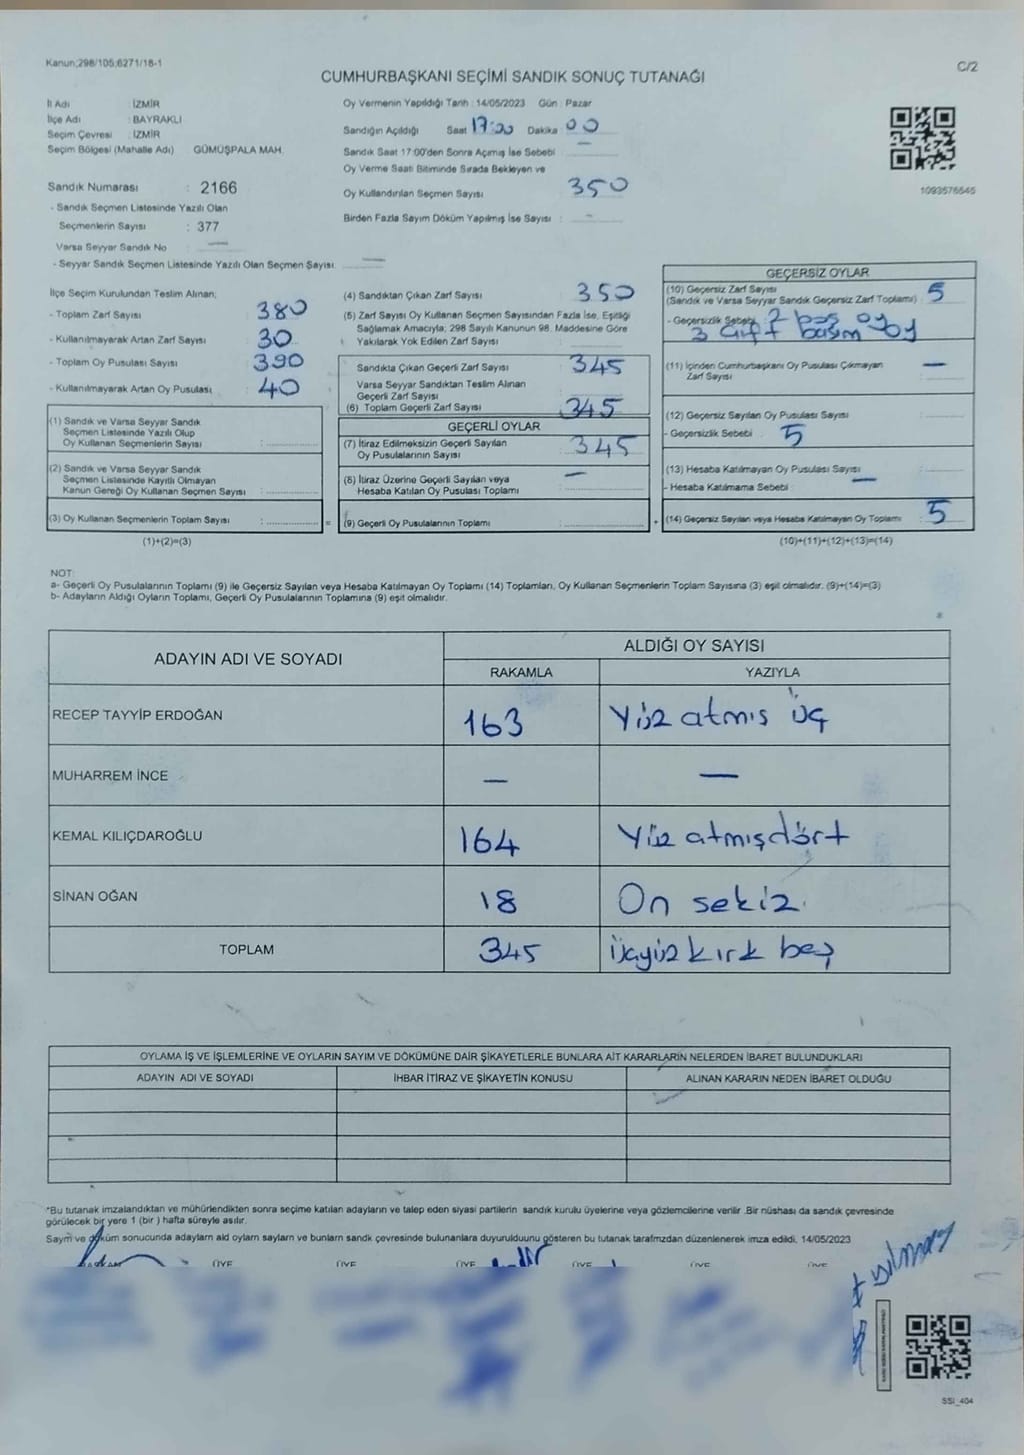 Kanun;298/105;6271/18-1
C/2
CUMHURBAŞKANI SEÇİMİ SANDIK SONUÇ TUTANAĞI
İl Adı : İZMİR
İlçe Adı : BAYRAKLI
Seçim Çevresi : İZMİR
Seçim Bölgesi (Mahalle Adı) GÜMÜŞPALA MAH.
Sandık Numarası : 2166
- Sandık Seçmen Listesinde Yazılı Olan
Seçmenlerin Sayısı : 377
Varsa Seyyar Sandık No —
- Seyyar Sandık Seçmen Listesinde Yazılı Olan Seçmen Sayısı —
Oy Vermenin Yapıldığı Tarih : 14/05/2023 Gün : Pazar
Sandığın Açıldığı Saat 17:00 Dakika 00
Sandık Saat 17:00'den Sonra Açımış İse Sebebi —
Oy Verme Saati Bitiminde Sırada Bekleyen ve
Oy Kullandırılan Seçmen Sayısı : 350
Birden Fazla Sayım Döküm Yapılmış İse Sayısı : -
1093576545
İlçe Seçim Kurulundan Teslim Alınan;
- Toplam Zarf Sayısı : 380
- Kullanılmayarak Artan Zarf Sayısı : 30
- Toplam Oy Pusulası Sayısı : 390
- Kullanılmayarak Artan Oy Pusulası : 40
(1) Sandık ve Varsa Seyyar Sandık
Seçmen Listesinde Yazılı Olup
Oy Kullanan Seçmenlerin Sayısı :
(2) Sandık ve Varsa Seyyar Sandık
Seçmen Listesinde Kayıtlı Olmayan
Kanun Gereği Oy Kullanan Seçmen Sayısı :
(3) Oy Kullanan Seçmenlerin Toplam Sayısı : =
(1)+(2)=(3)
(4) Sandıktan Çıkan Zarf Sayısı : 350
(5) Zarf Sayısı Oy Kullanan Seçmen Sayısından Fazla İse, Eşitliği
Sağlamak Amacıyla; 298 Sayılı Kanunun 98. Maddesine Göre
Yakılarak Yok Edilen Zarf Sayısı :
Sandıkta Çıkan Geçerli Zarf Sayısı : 345
Varsa Seyyar Sandıktan Teslim Alınan
Geçerli Zarf Sayısı :
(6) Toplam Geçerli Zarf Sayısı : 345
GEÇERLİ OYLAR
(7) İtiraz Edilmeksizin Geçerli Sayılan : 345
Oy Pusulalarının Sayısı
(8) İtiraz Üzerine Geçerli Sayılan veya —
Hesaba Katılan Oy Pusulası Toplamı :
(9) Geçerli Oy Pusulalarının Toplamı : +
GEÇERSİZ OYLAR
(10) Geçersiz Zarf Sayısı
(Sandık ve Varsa Seyyar Sandık Geçersiz Zarf Toplamı) : 5
- Geçersizlik Sebebi : 2 boş oy
3 Çift basım oy
(11) İçinden Cumhurbaşkanı Oy Pusulası Çıkmayan —
Zarf Sayısı :
(12) Geçersiz Sayılan Oy Pusulası Sayısı :
- Geçersizlik Sebebi : 5
(13) Hesaba Katılmayan Oy Pusulası Sayısı : —
- Hesaba Katılmama Sebebi :
(14) Geçersiz Sayılan veya Hesaba Katılmayan Oy Toplamı : 5
(10)+(11)+(12)+(13)=(14)
NOT:
a- Geçerli Oy Pusulalarının Toplamı (9) ile Geçersiz Sayılan veya Hesaba Katılmayan Oy Toplamı (14) Toplamları, Oy Kullanan Seçmenlerin Toplam Sayısına (3) eşit olmalıdır. (9)+(14)=(3)
b- Adayların Aldığı Oyların Toplamı, Geçerli Oy Pusulalarının Toplamına (9) eşit olmalıdır.
ADAYIN ADI VE SOYADI ALDIĞI OY SAYISI
RAKAMLA YAZIYLA
RECEP TAYYİP ERDOĞAN 163 Yüz atmıs üç
MUHARREM İNCE — —
KEMAL KILIÇDAROĞLU 164 Yüz atmışdört
SİNAN OĞAN 18 On sekiz.
TOPLAM 345 üçyüz kırk beş
OYLAMA İŞ VE İŞLEMLERİNE VE OYLARIN SAYIM VE DÖKÜMÜNE DAİR ŞİKAYETLERLE BUNLARA AİT KARARLARIN NELERDEN İBARET BULUNDUKLARI
ADAYIN ADI VE SOYADI İHBAR İTİRAZ VE ŞİKAYETİN KONUSU ALINAN KARARIN NEDEN İBARET OLDUĞU
*Bu tutanak imzalandıktan ve mühürlendikten sonra seçime katılan adayların ve talep eden siyasi partilerin sandık kurulu üyelerine veya gözlemcilerine verilir .Bir nüshası da sandık çevresinde
görülecek bir yere 1 (bir ) hafta süreyle asılır.
Sayım ve döküm sonucunda adayların ald oyların sayları ve bunların sandk çevresinde bulunanlara duyurulduunu gösteren bu tutanak tarafmzdan düzenlenerek imza edildi. 14/05/2023
BAŞKAN ÜYE ÜYE ÜYE ÜYE ÜYE ÜYE
SSI_404